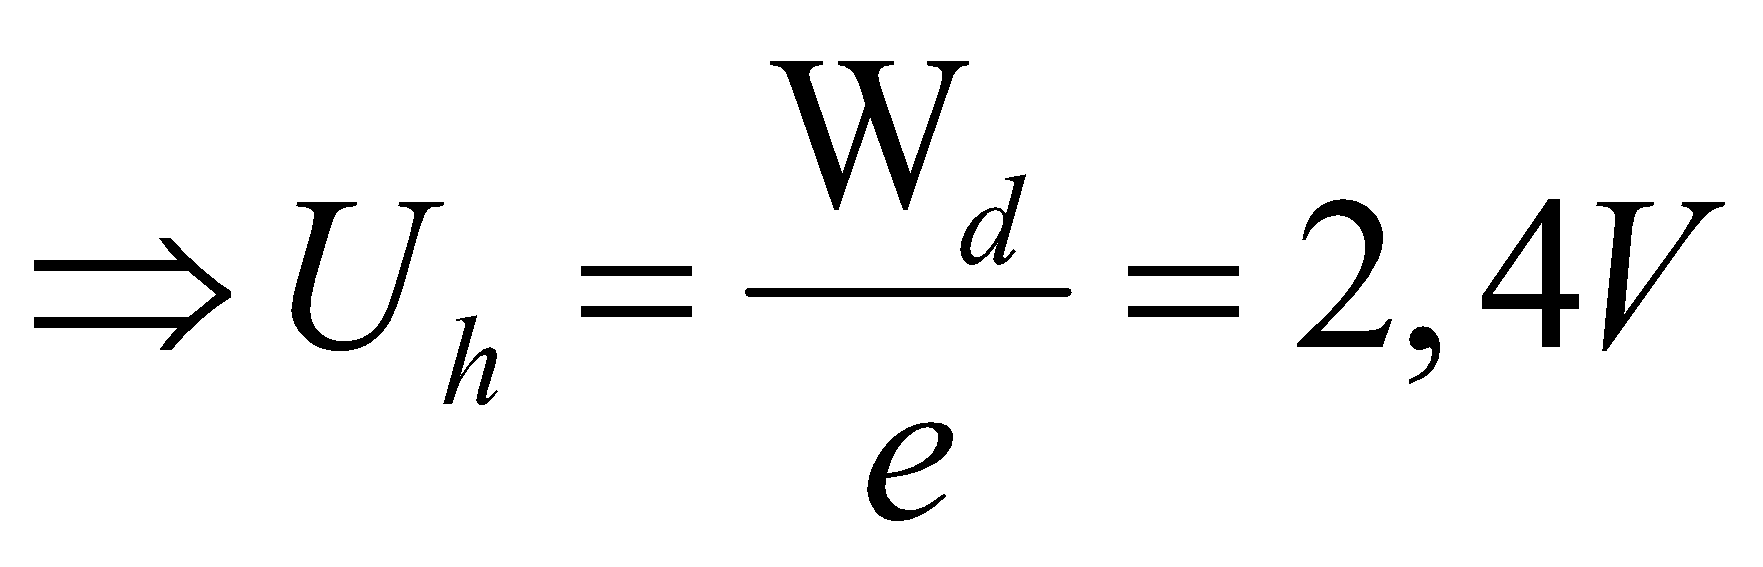 ⇒ U_h = W_d / e = 2,4V